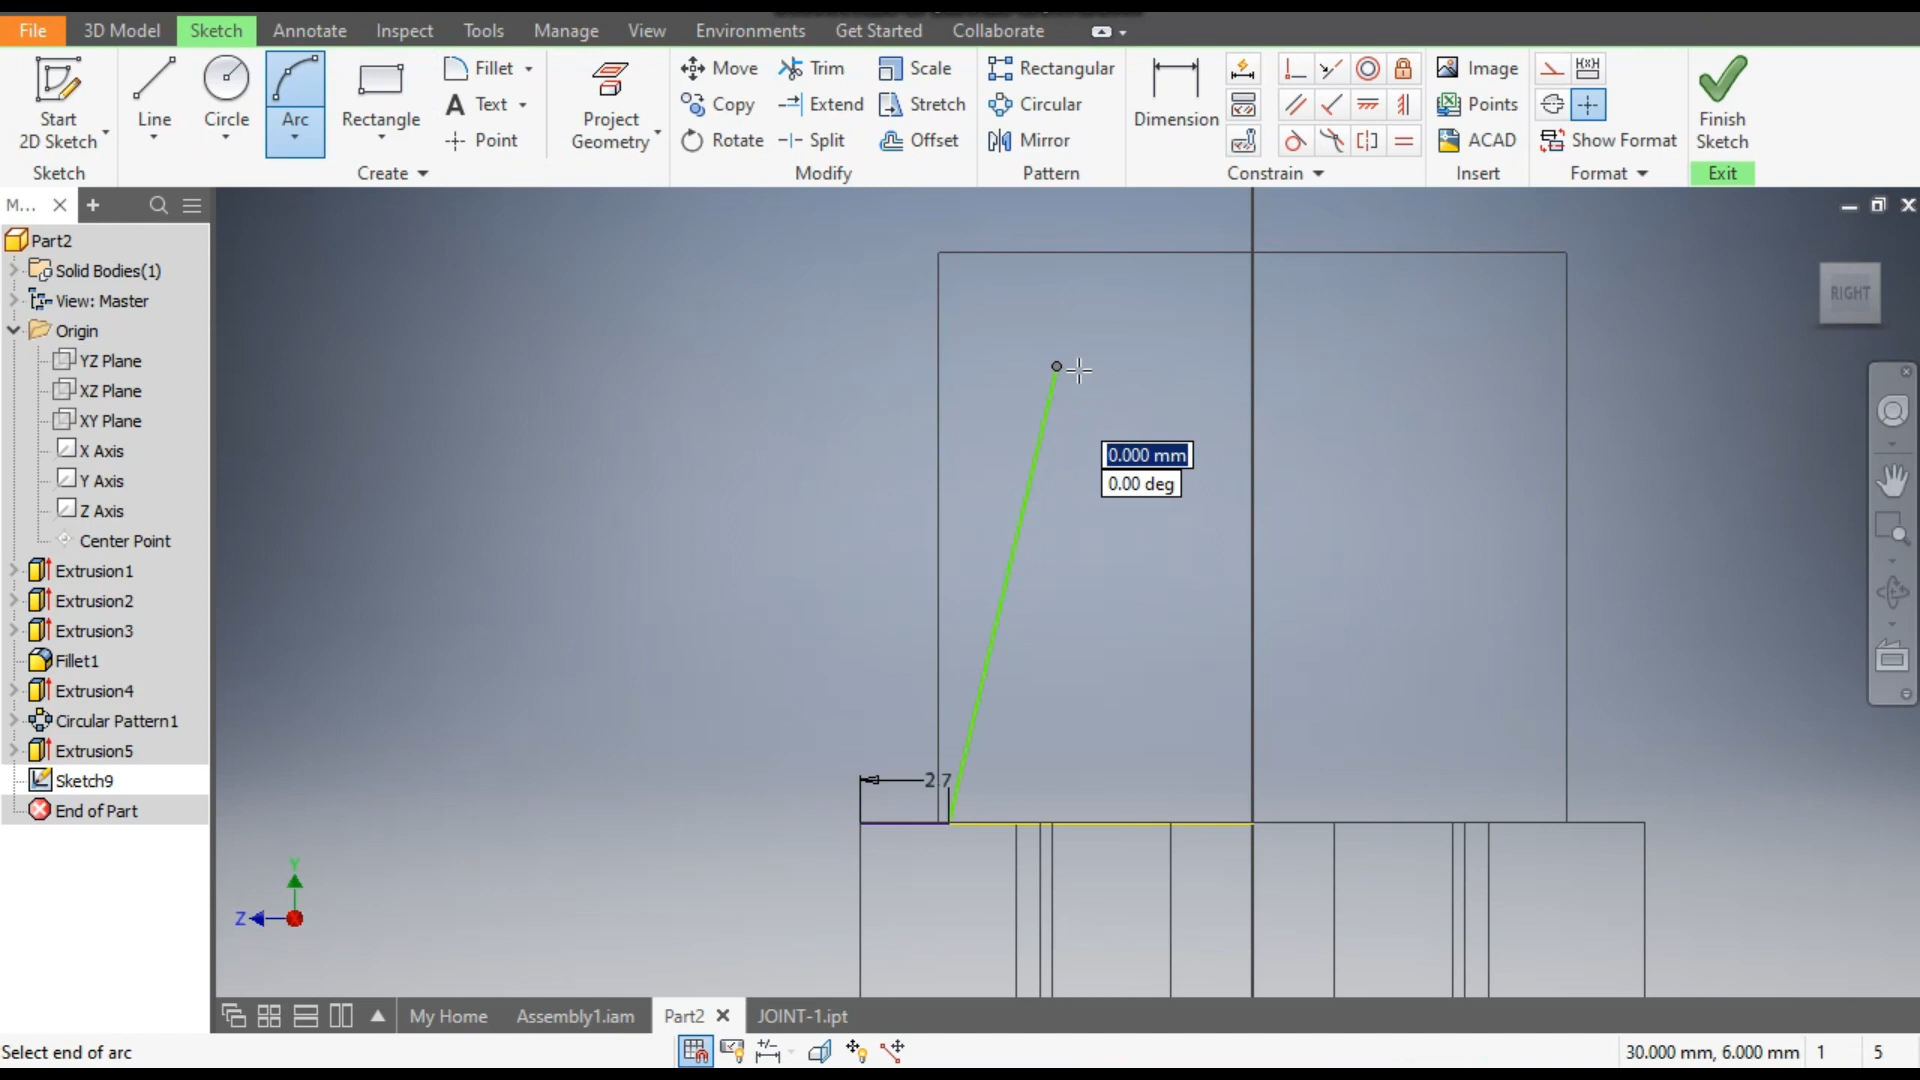 File 3D Model Sketch Annotate Inspect Tools Manage View Environments Get Started Collaborate
Start
2D Sketch
Line
Circle
Arc
Rectangle
Fillet
Text
Point
Project
Geometry
Move
Copy
Rotate
Trim
Extend
Split
Scale
Stretch
Offset
Rectangular
Circular
Mirror
Dimension
Image
Points
ACAD
Show Format
Finish
Sketch
Sketch Create Modify Pattern Constrain Insert Format Exit
M...
Part2
Solid Bodies(1)
View: Master
Origin
YZ Plane
XZ Plane
XY Plane
X Axis
Y Axis
Z Axis
Center Point
Extrusion1
Extrusion2
Extrusion3
Fillet1
Extrusion4
Circular Pattern1
Extrusion5
Sketch9
End of Part
RIGHT
0.000 mm
0.00 deg
2.7
Y
Z
My Home Assembly1.iam Part2 JOINT-1.ipt
Select end of arc
30.000 mm, 6.000 mm 1 5